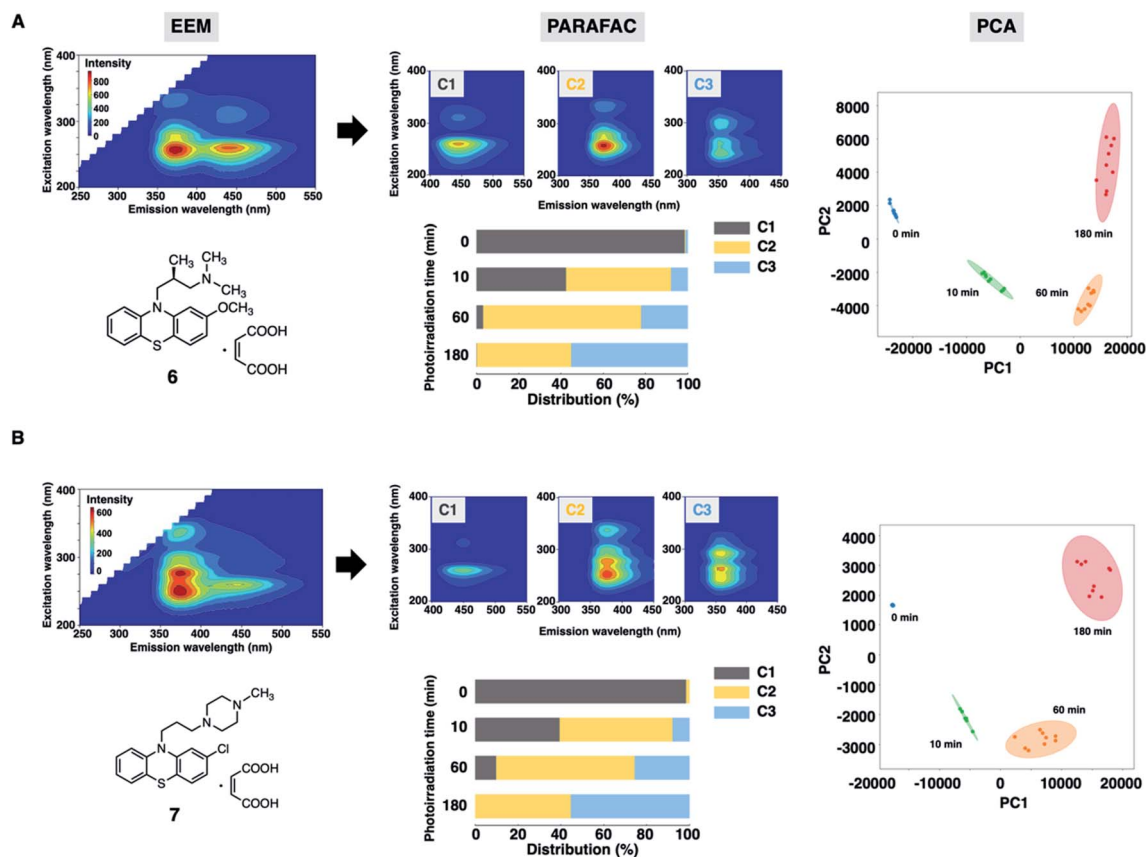 A
EEM
PARAFAC
PCA
Excitation wavelength (nm)
400
300
200
Intensity
800
600
400
200
0
250 300 350 400 450 500 550
Emission wavelength (nm)
Excitation wavelength (nm)
400
300
200
C1
C2
C3
400 450 500 550
300 350 400 450
300 350 400 450
Emission wavelength (nm)
CH3
N
CH3
CH3
N
OCH3
S
COOH
COOH
6
Photoirradiation time (min)
0
10
60
180
0 20 40 60 80 100
Distribution (%)
C1
C2
C3
PC2
8000
6000
4000
2000
0
-2000
-4000
0 min
10 min
60 min
180 min
-20000 -10000 0 10000 20000
PC1
B
Excitation wavelength (nm)
400
300
200
Intensity
600
400
200
0
250 300 350 400 450 500 550
Emission wavelength (nm)
Excitation wavelength (nm)
400
300
200
C1
C2
C3
400 450 500 550
300 350 400 450
300 350 400 450
Emission wavelength (nm)
CH3
N
N
N
Cl
S
COOH
COOH
7
Photoirradiation time (min)
0
10
60
180
0 20 40 60 80 100
Distribution (%)
C1
C2
C3
PC2
4000
3000
2000
1000
0
-1000
-2000
-3000
0 min
10 min
60 min
180 min
-20000 -10000 0 10000 20000
PC1